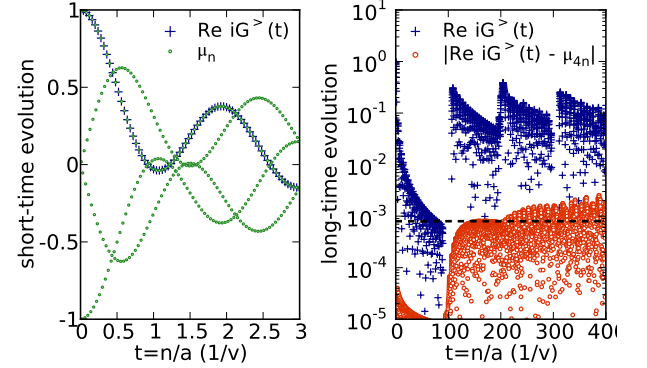 short-time evolution
1
0.5
0
-0.5
-1
0 0.5 1 1.5 2 2.5 3
t=n/a (1/v)
Re iG^>(t)
μ_n
long-time evolution
10^1
10^0
10^-1
10^-2
10^-3
10^-4
10^-5
0 100 200 300 400
t=n/a (1/v)
Re iG^>(t)
|Re iG^>(t) - μ_4n|